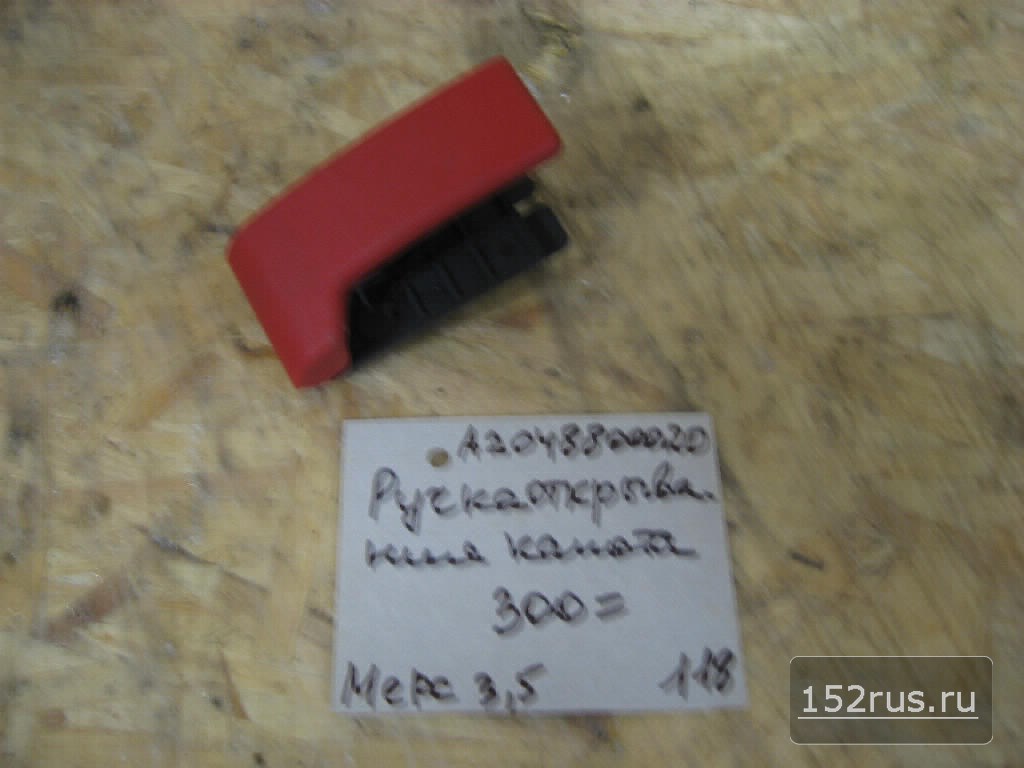 A2048800020
Ручка открыва-
ния капота
300=
Мерс 3,5 118
152rus.ru